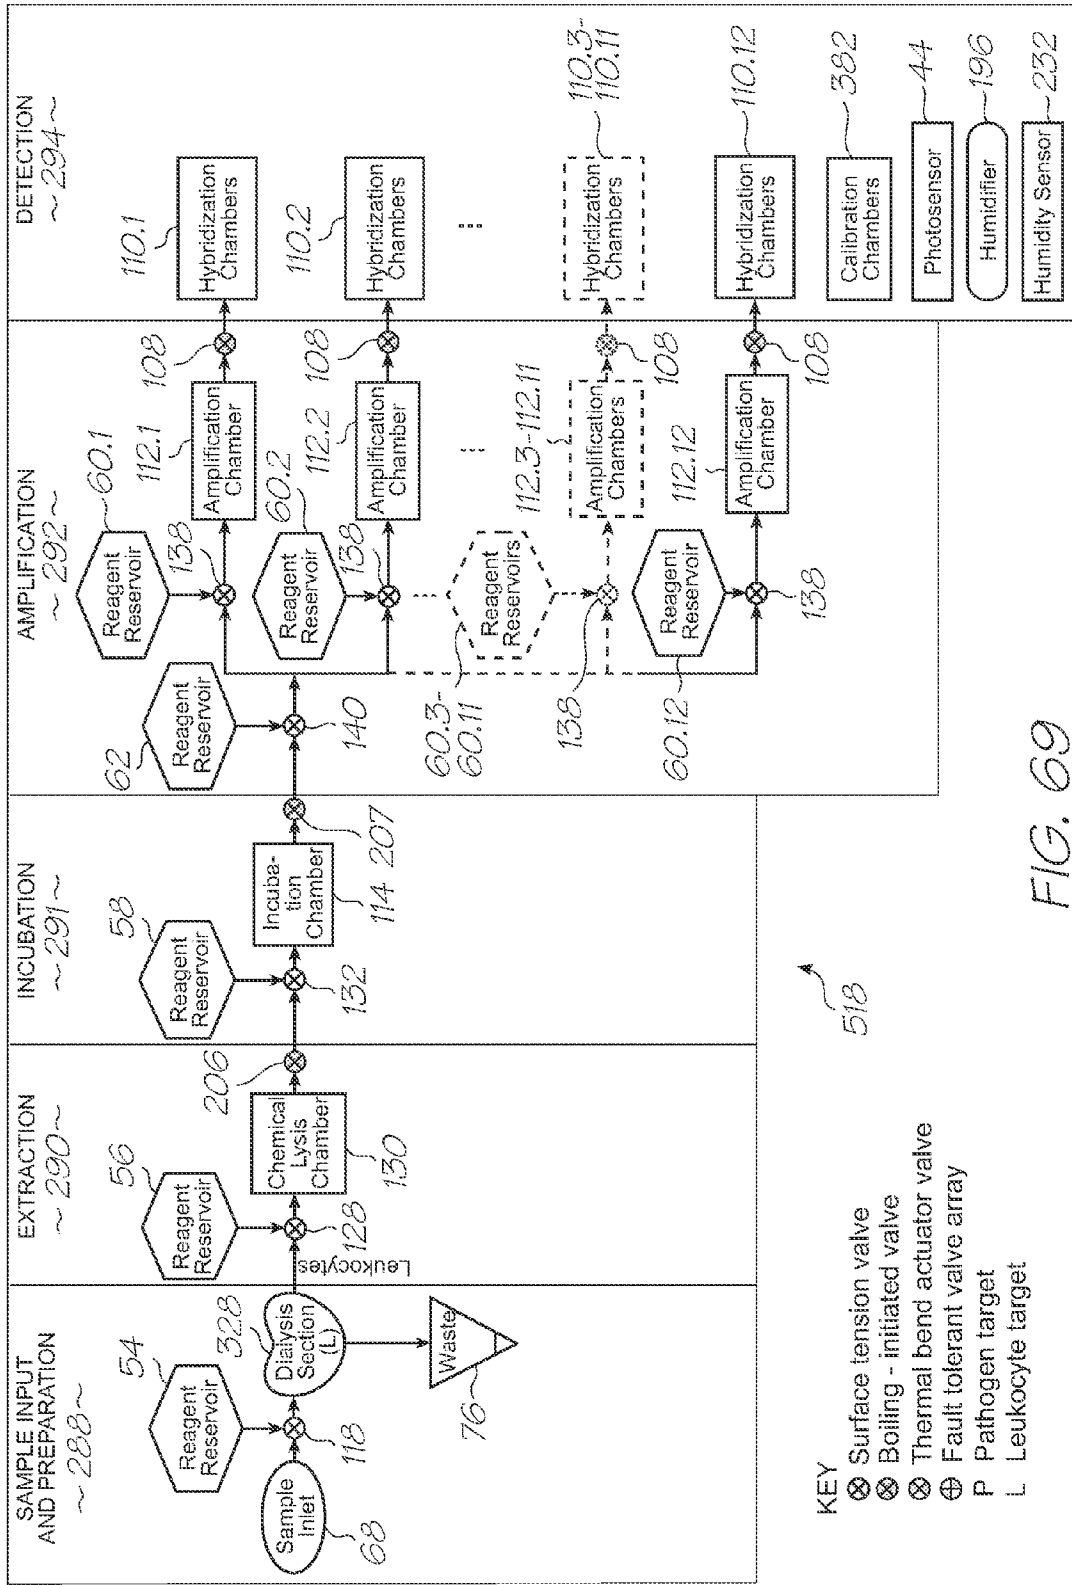 SAMPLE INPUT
AND PREPARATION
~288~
54
Reagent
Reservoir
Sample
Inlet
68
118
328
Dialysis
Section
(L)
Waste
76
EXTRACTION
~290~
56
Reagent
Reservoir
128
Leukocytes
Chemical
Lysis
Chamber
130
206
INCUBATION
~291~
58
Reagent
Reservoir
132
Incuba-
tion
Chamber
114
207
AMPLIFICATION
~292~
62
Reagent
Reservoir
140
60.1
Reagent
Reservoir
138
112.1
Amplification
Chamber
108
60.2
Reagent
Reservoir
138
112.2
Amplification
Chamber
108
60.3-
60.11
Reagent
Reservoirs
138
112.3-112.11
Amplification
Chambers
108
60.12
Reagent
Reservoir
138
112.12
Amplification
Chamber
108
DETECTION
~294~
110.1
Hybridization
Chambers
110.2
Hybridization
Chambers
110.3-
110.11
Hybridization
Chambers
110.12
Hybridization
Chambers
Calibration
Chambers
382
Photosensor
44
Humidifier
196
Humidity Sensor
232
518
KEY
Surface tension valve
Boiling - initiated valve
Thermal bend actuator valve
Fault tolerant valve array
P Pathogen target
L Leukocyte target
FIG. 69